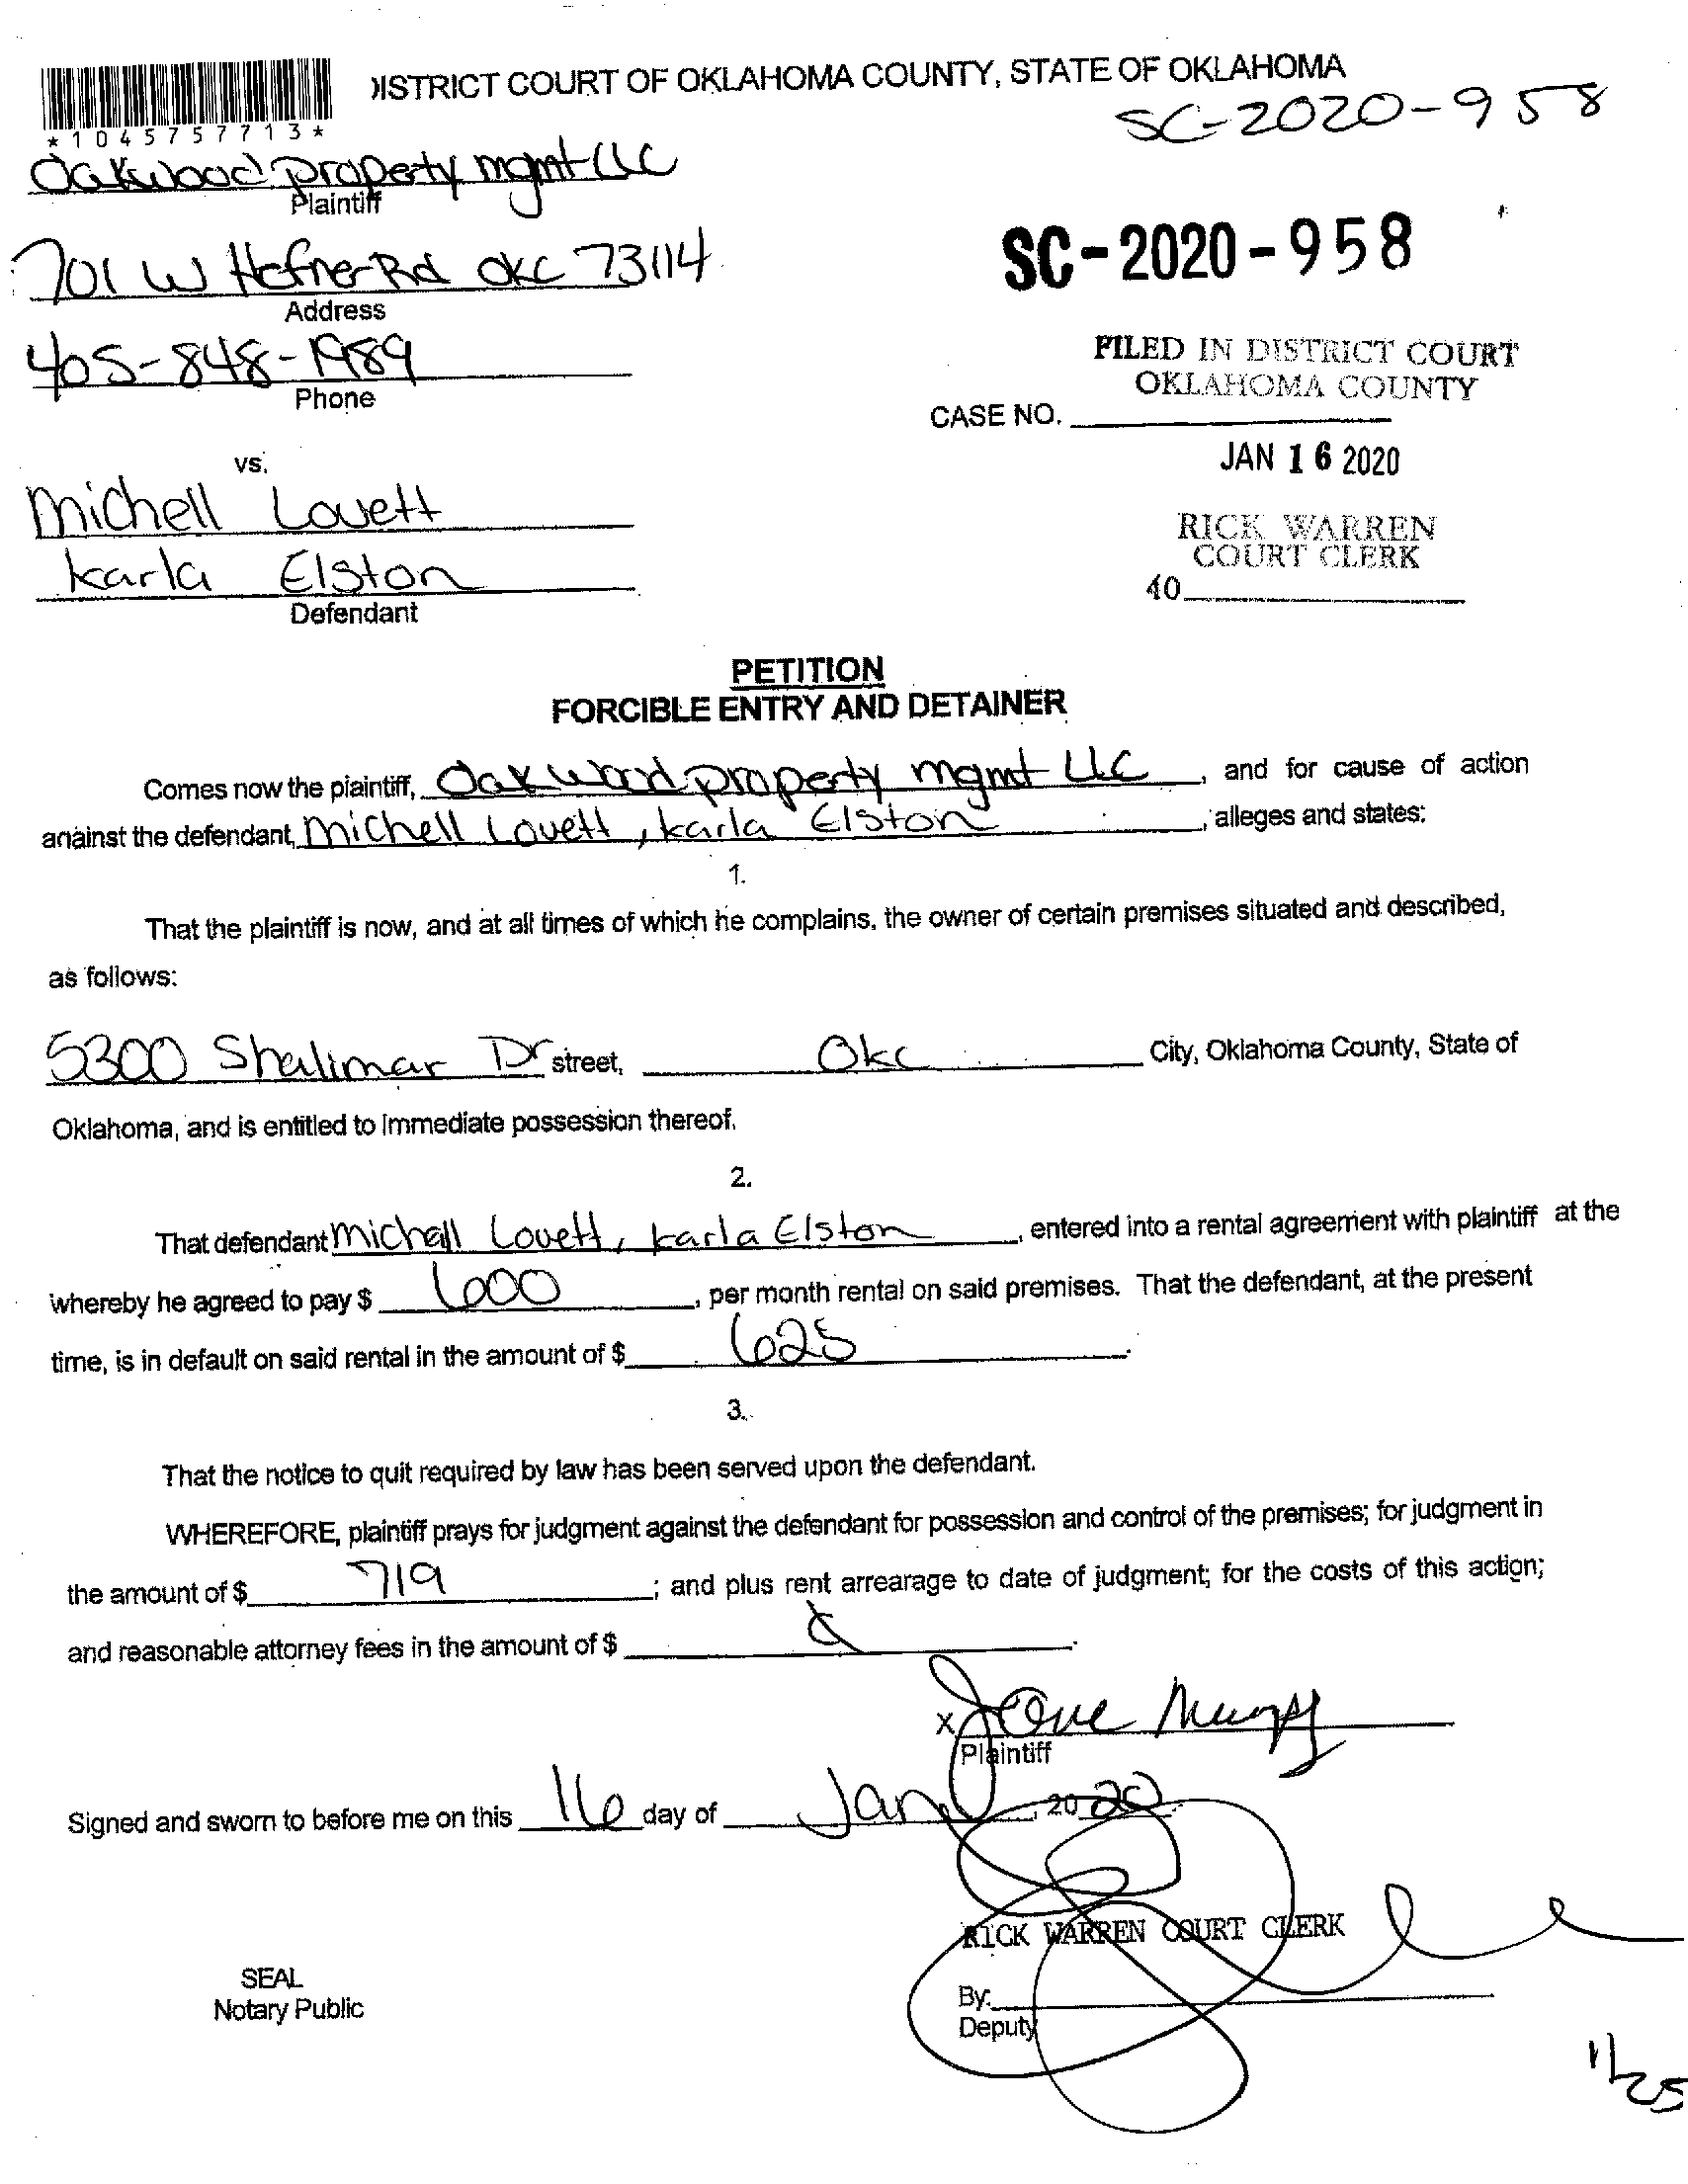 DISTRICT COURT OF OKLAHOMA COUNTY, STATE OF OKLAHOMA
SC-2020-958
*1045757713*
Oakwood property mgmt LLC
Plaintiff
701 W Hefner Rd OKC 73114
Address
SC-2020-958
405-848-1989
Phone
FILED IN DISTRICT COURT
OKLAHOMA COUNTY
CASE NO.
JAN 16 2020
vs.
Michell Lovett
Karla Elston
Defendant
RICK WARREN
COURT CLERK
40
PETITION
FORCIBLE ENTRY AND DETAINER
Comes now the plaintiff, Oakwood property mgmt LLC, and for cause of action
against the defendant, Michell Lovett, Karla Elston, alleges and states:
1.
That the plaintiff is now, and at all times of which he complains, the owner of certain premises situated and described,
as follows:
5300 Shalimar Dr street, Okc City, Oklahoma County, State of
Oklahoma, and is entitled to immediate possession thereof.
2.
That defendant Michell Lovett, Karla Elston, entered into a rental agreement with plaintiff at the
whereby he agreed to pay $ 600, per month rental on said premises. That the defendant, at the present
time, is in default on said rental in the amount of $ 625.
3.
That the notice to quit required by law has been served upon the defendant.
WHEREFORE, plaintiff prays for judgment against the defendant for possession and control of the premises; for judgment in
the amount of $ 719; and plus rent arrearage to date of judgment; for the costs of this action;
and reasonable attorney fees in the amount of $
X
Plaintiff
Signed and sworn to before me on this 16 day of Jan, 2020
RICK WARREN COURT CLERK
SEAL
Notary Public
By:
Deputy
1/25